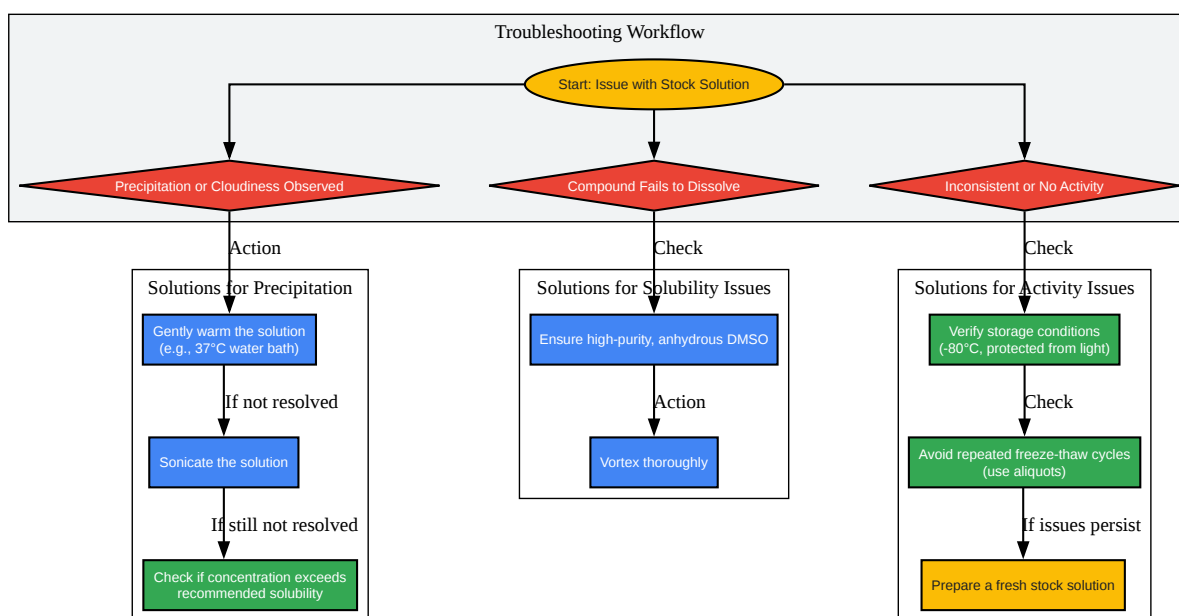 Troubleshooting Workflow
Start: Issue with Stock Solution
Precipitation or Cloudiness Observed
Compound Fails to Dissolve
Inconsistent or No Activity
Action
Check
Check
Solutions for Precipitation
Solutions for Solubility Issues
Solutions for Activity Issues
Gently warm the solution
(e.g., 37°C water bath)
Ensure high-purity, anhydrous DMSO
Verify storage conditions
(-80°C, protected from light)
If not resolved
Action
Check
Sonicate the solution
Vortex thoroughly
Avoid repeated freeze-thaw cycles
(use aliquots)
If still not resolved
If issues persist
Check if concentration exceeds
recommended solubility
Prepare a fresh stock solution